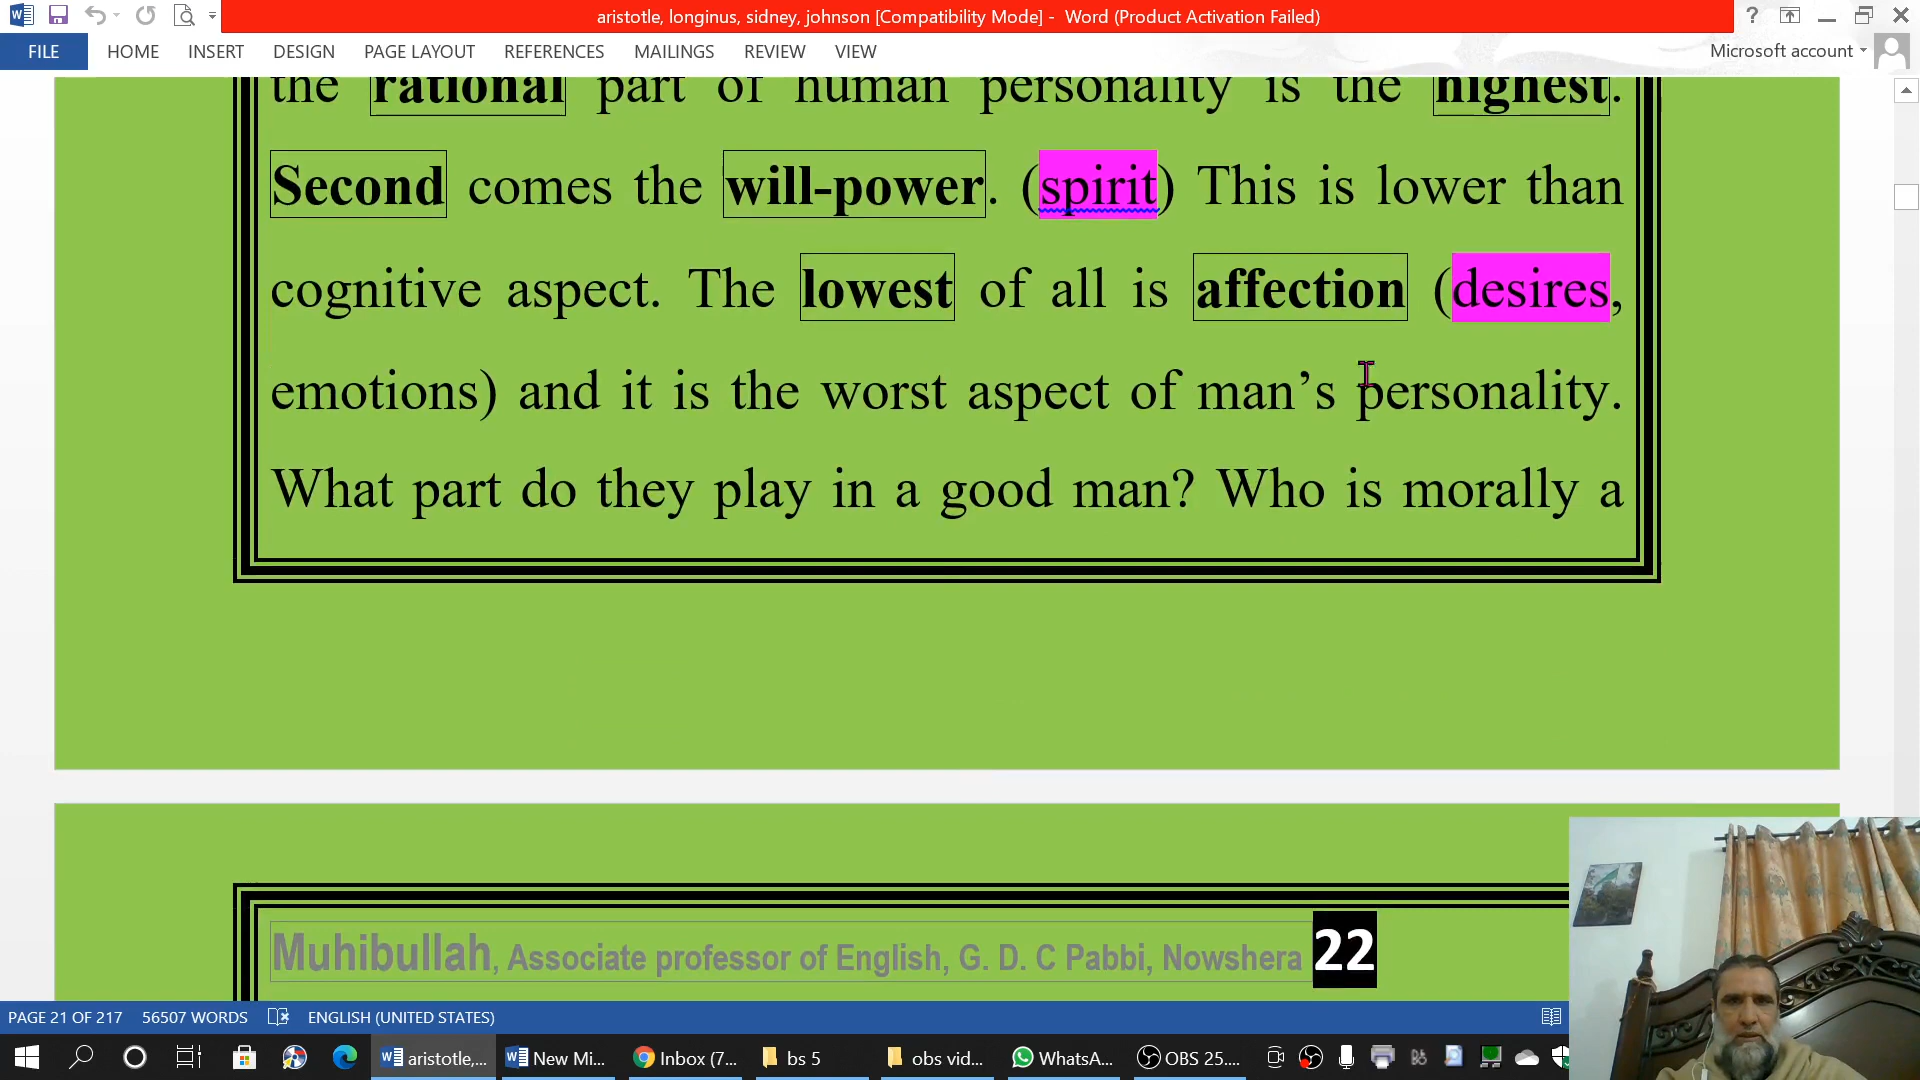 aristotle, longinus, sidney, johnson [Compatibility Mode] - Word (Product Activation Failed)
FILE HOME INSERT DESIGN PAGE LAYOUT REFERENCES MAILINGS REVIEW VIEW Microsoft account
the rational part of human personality is the highest.
Second comes the will-power. (spirit) This is lower than
cognitive aspect. The lowest of all is affection (desires,
emotions) and it is the worst aspect of man’s personality.
What part do they play in a good man? Who is morally a
Muhibullah, Associate professor of English, G. D. C Pabbi, Nowshera 22
PAGE 21 OF 217 56507 WORDS ENGLISH (UNITED STATES)
aristotle,... New Mi... Inbox (7... bs 5 obs vid... WhatsA... OBS 25....